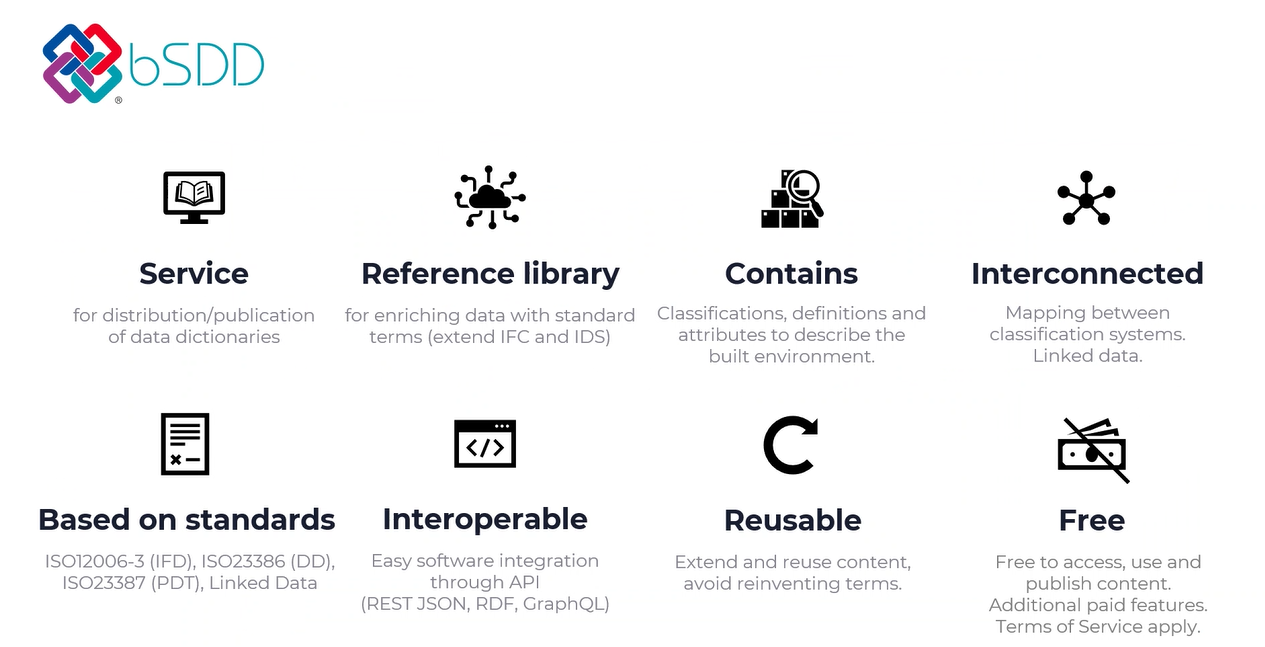 bSDD
®
Service
for distribution/publication
of data dictionaries
Reference library
for enriching data with standard
terms (extend IFC and IDS)
Contains
Classifications, definitions and
attributes to describe the
built environment.
Interconnected
Mapping between
classification systems.
Linked data.
Based on standards
ISO12006-3 (IFD), ISO23386 (DD),
ISO23387 (PDT), Linked Data
Interoperable
</>
Easy software integration
through API
(REST JSON, RDF, GraphQL)
Reusable
Extend and reuse content,
avoid reinventing terms.
Free
Free to access, use and
publish content.
Additional paid features.
Terms of Service apply.